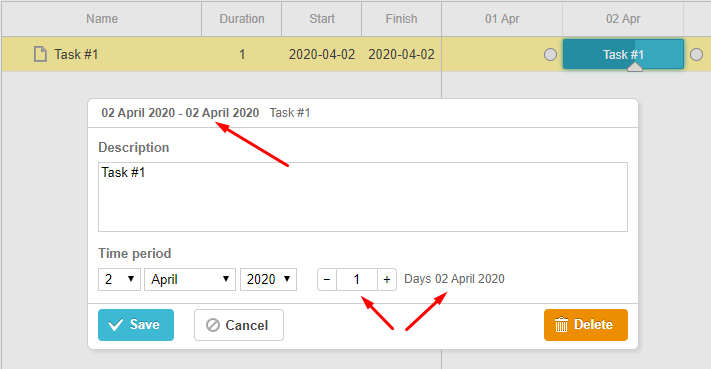 Name Duration Start Finish 01 Apr 02 Apr
Task #1 1 2020-04-02 2020-04-02 Task #1
02 April 2020 - 02 April 2020 Task #1
Description
Task #1
Time period
2 April 2020 − 1 + Days 02 April 2020
Save Cancel Delete